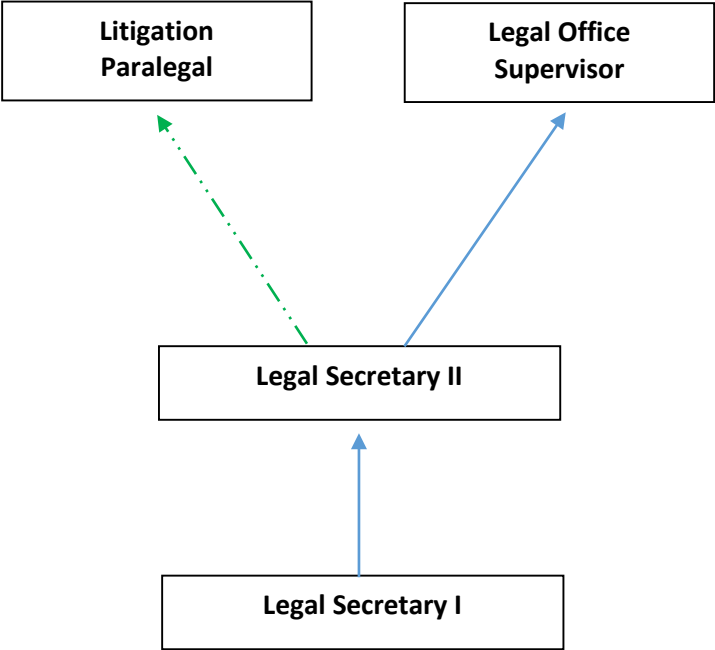 Litigation
Paralegal
Legal Office
Supervisor
Legal Secretary II
Legal Secretary I